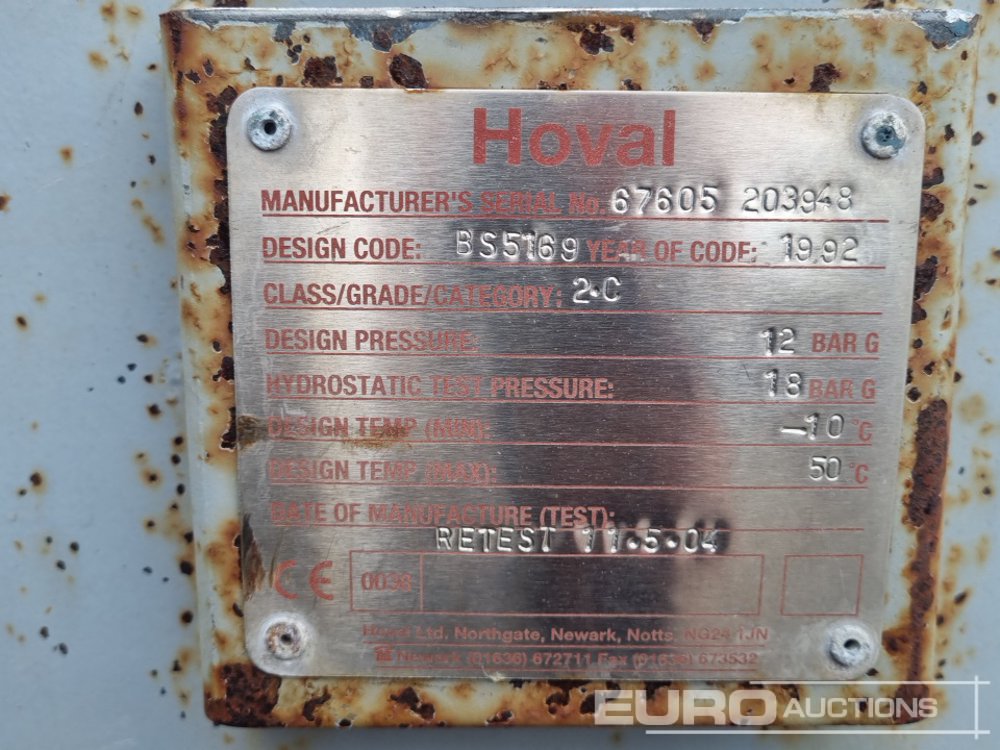 Hoval
MANUFACTURER'S SERIAL No. 67605 203948
DESIGN CODE: BS5169 YEAR OF CODE: 1992
CLASS/GRADE/CATEGORY: 2·C
DESIGN PRESSURE: 12 BAR G
HYDROSTATIC TEST PRESSURE: 18 BAR G
DESIGN TEMP (MIN): -10 °C
DESIGN TEMP (MAX): 50 °C
DATE OF MANUFACTURE (TEST):
RETEST 11·5·04
CE 0038
Hoval Ltd. Northgate, Newark, Notts. NG24 1JN
☎ Newark (01636) 672711 Fax (01636) 673532
EURO AUCTIONS